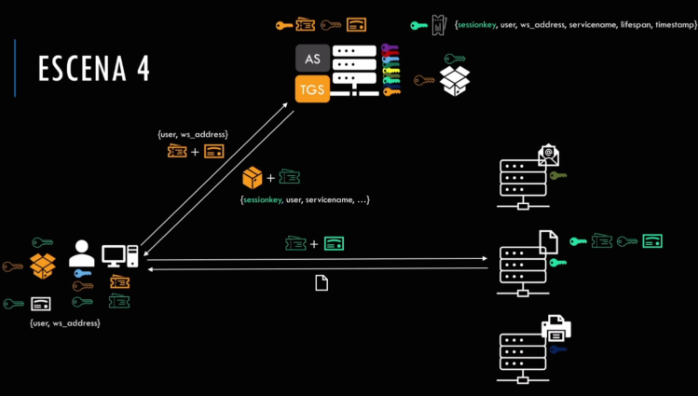 {sessionkey, user, ws_address, servicename, lifespan, timestamp}
ESCENA 4
AS
TGS
{user, ws_address}
+
+
{sessionkey, user, servicename, ...}
@
+
{user, ws_address}